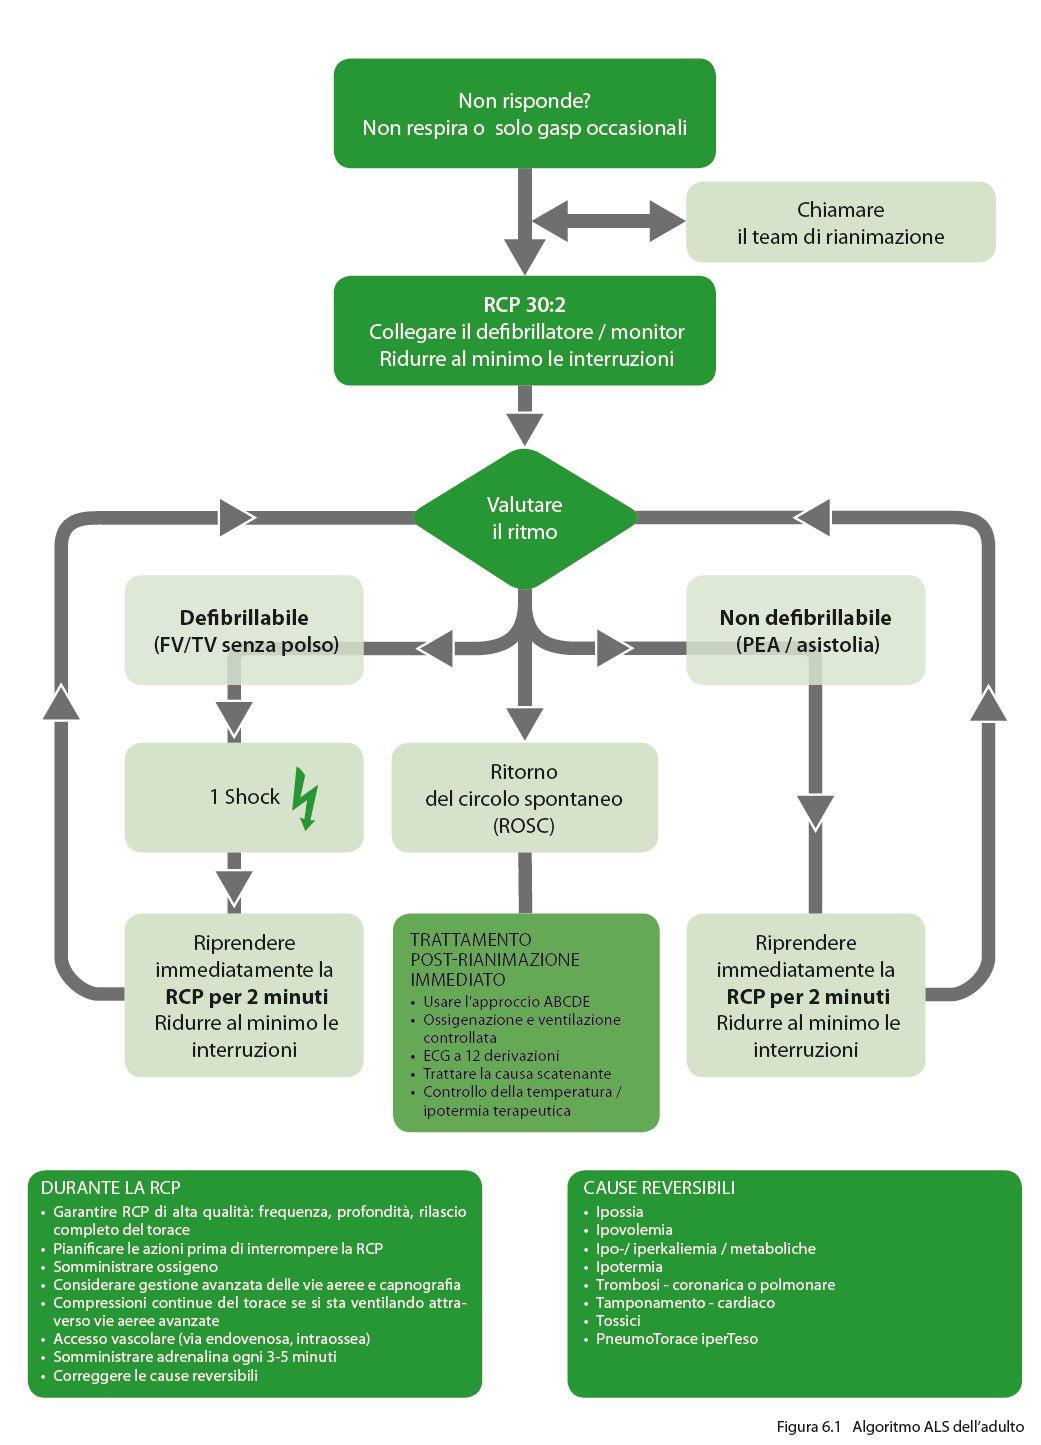 Non risponde?
Non respira o solo gasp occasionali
Chiamare
il team di rianimazione
RCP 30:2
Collegare il defibrillatore / monitor
Ridurre al minimo le interruzioni
Valutare
il ritmo
Defibrillabile
(FV/TV senza polso)
Non defibrillabile
(PEA / asistolia)
1 Shock
Ritorno
del circolo spontaneo
(ROSC)
Riprendere
immediatamente la
RCP per 2 minuti
Ridurre al minimo le
interruzioni
TRATTAMENTO
POST-RIANIMAZIONE
IMMEDIATO
• Usare l'approccio ABCDE
• Ossigenazione e ventilazione
controllata
• ECG a 12 derivazioni
• Trattare la causa scatenante
• Controllo della temperatura /
ipotermia terapeutica
Riprendere
immediatamente la
RCP per 2 minuti
Ridurre al minimo le
interruzioni
DURANTE LA RCP
• Garantire RCP di alta qualità: frequenza, profondità, rilascio
completo del torace
• Pianificare le azioni prima di interrompere la RCP
• Somministrare ossigeno
• Considerare gestione avanzata delle vie aeree e capnografia
• Compressioni continue del torace se si sta ventilando attra-
verso vie aeree avanzate
• Accesso vascolare (via endovenosa, intraossea)
• Somministrare adrenalina ogni 3-5 minuti
• Correggere le cause reversibili
CAUSE REVERSIBILI
• Ipossia
• Ipovolemia
• Ipo-/ iperkaliemia / metaboliche
• Ipotermia
• Trombosi - coronarica o polmonare
• Tamponamento - cardiaco
• Tossici
• PneumoTorace iperTeso
Figura 6.1 Algoritmo ALS dell'adulto